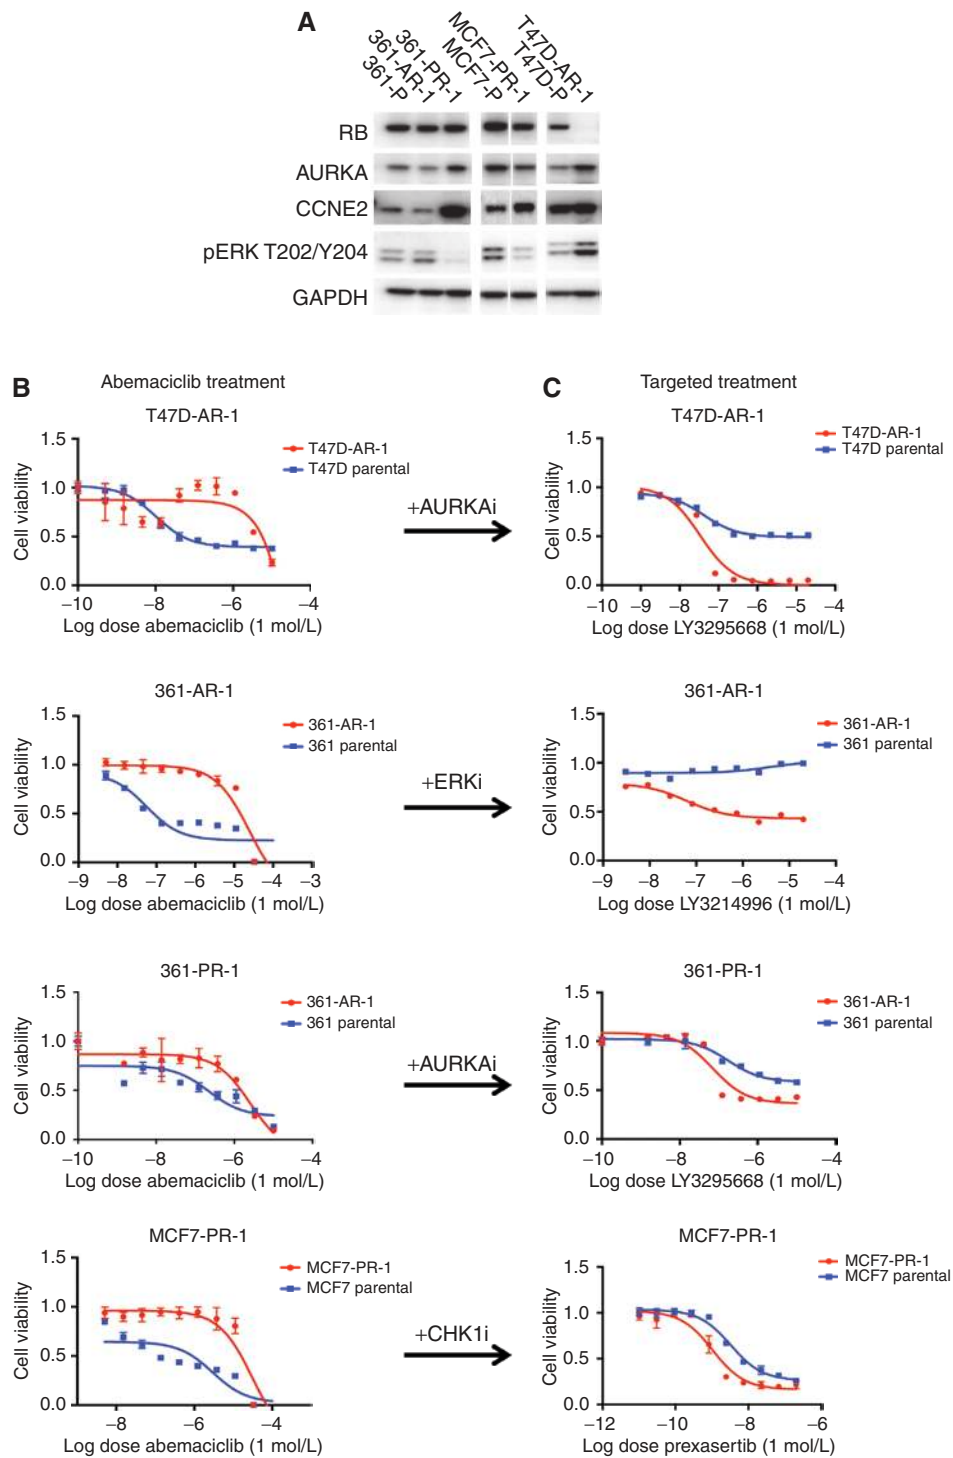 A
361-P
361-AR-1
361-PR-1
MCF7-P
MCF7-PR-1
T47D-P
T47D-AR-1
RB
AURKA
CCNE2
pERK T202/Y204
GAPDH
B
Abemaciclib treatment
T47D-AR-1
1.5
1.0
0.5
0.0
Cell viability
T47D-AR-1
T47D parental
−10 −8 −6 −4
Log dose abemaciclib (1 mol/L)
+AURKAi
C
Targeted treatment
T47D-AR-1
1.5
1.0
0.5
0.0
Cell viability
T47D-AR-1
T47D parental
−10 −9 −8 −7 −6 −5 −4
Log dose LY3295668 (1 mol/L)
361-AR-1
1.5
1.0
0.5
0.0
Cell viability
361-AR-1
361 parental
−9 −8 −7 −6 −5 −4 −3
Log dose abemaciclib (1 mol/L)
+ERKi
361-AR-1
1.5
1.0
0.5
0.0
Cell viability
361-AR-1
361 parental
−9 −8 −7 −6 −5 −4
Log dose LY3214996 (1 mol/L)
361-PR-1
1.5
1.0
0.5
0.0
Cell viability
361-AR-1
361 parental
−10 −8 −6 −4
Log dose abemaciclib (1 mol/L)
+AURKAi
361-PR-1
1.5
1.0
0.5
0.0
Cell viability
361-AR-1
361 parental
−10 −8 −6 −4
Log dose LY3295668 (1 mol/L)
MCF7-PR-1
1.5
1.0
0.5
0.0
Cell viability
MCF7-PR-1
MCF7 parental
−8 −6 −4
Log dose abemaciclib (1 mol/L)
+CHK1i
MCF7-PR-1
1.5
1.0
0.5
0.0
Cell viability
MCF7-PR-1
MCF7 parental
−12 −10 −8 −6
Log dose prexasertib (1 mol/L)